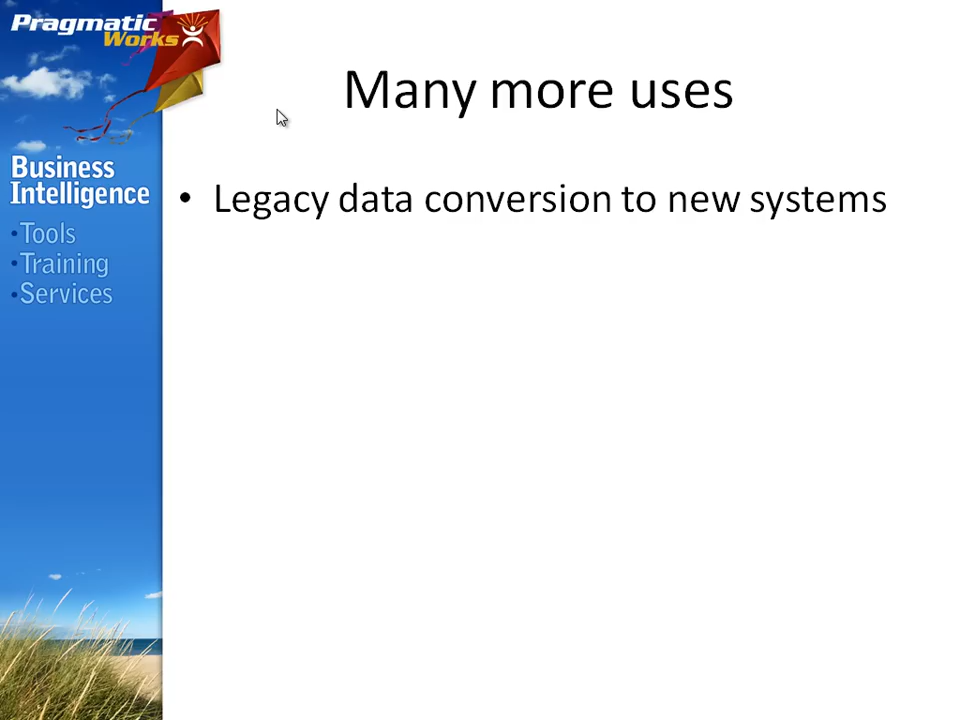 Pragmatic
Works
Many more uses
Business
Intelligence
•Tools
•Training
•Services
• Legacy data conversion to new systems